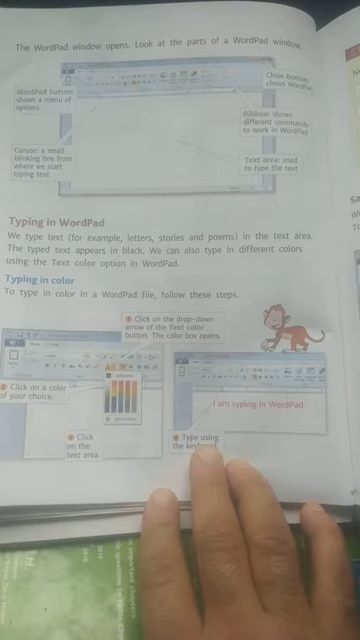 The WordPad window opens. Look at the parts of a WordPad window.
Close button:
closes WordPad
WordPad button:
shows a menu of
options
Ribbon: shows
different commands
to work in WordPad
Cursor: a small
blinking line from
where we start
typing text
Text area: used
to type the text
Typing in WordPad
We type text (for example, letters, stories and poems) in the text area.
The typed text appears in black. We can also type in different colors
using the Text color option in WordPad.
Typing in color
To type in color in a WordPad file, follow these steps.
1 Click on the drop-down
arrow of the Text color
button. The color box opens.
2 Click on a color
of your choice.
I am typing in WordPad
3 Click
on the
text area.
4 Type using
the keyboard
important chapters.